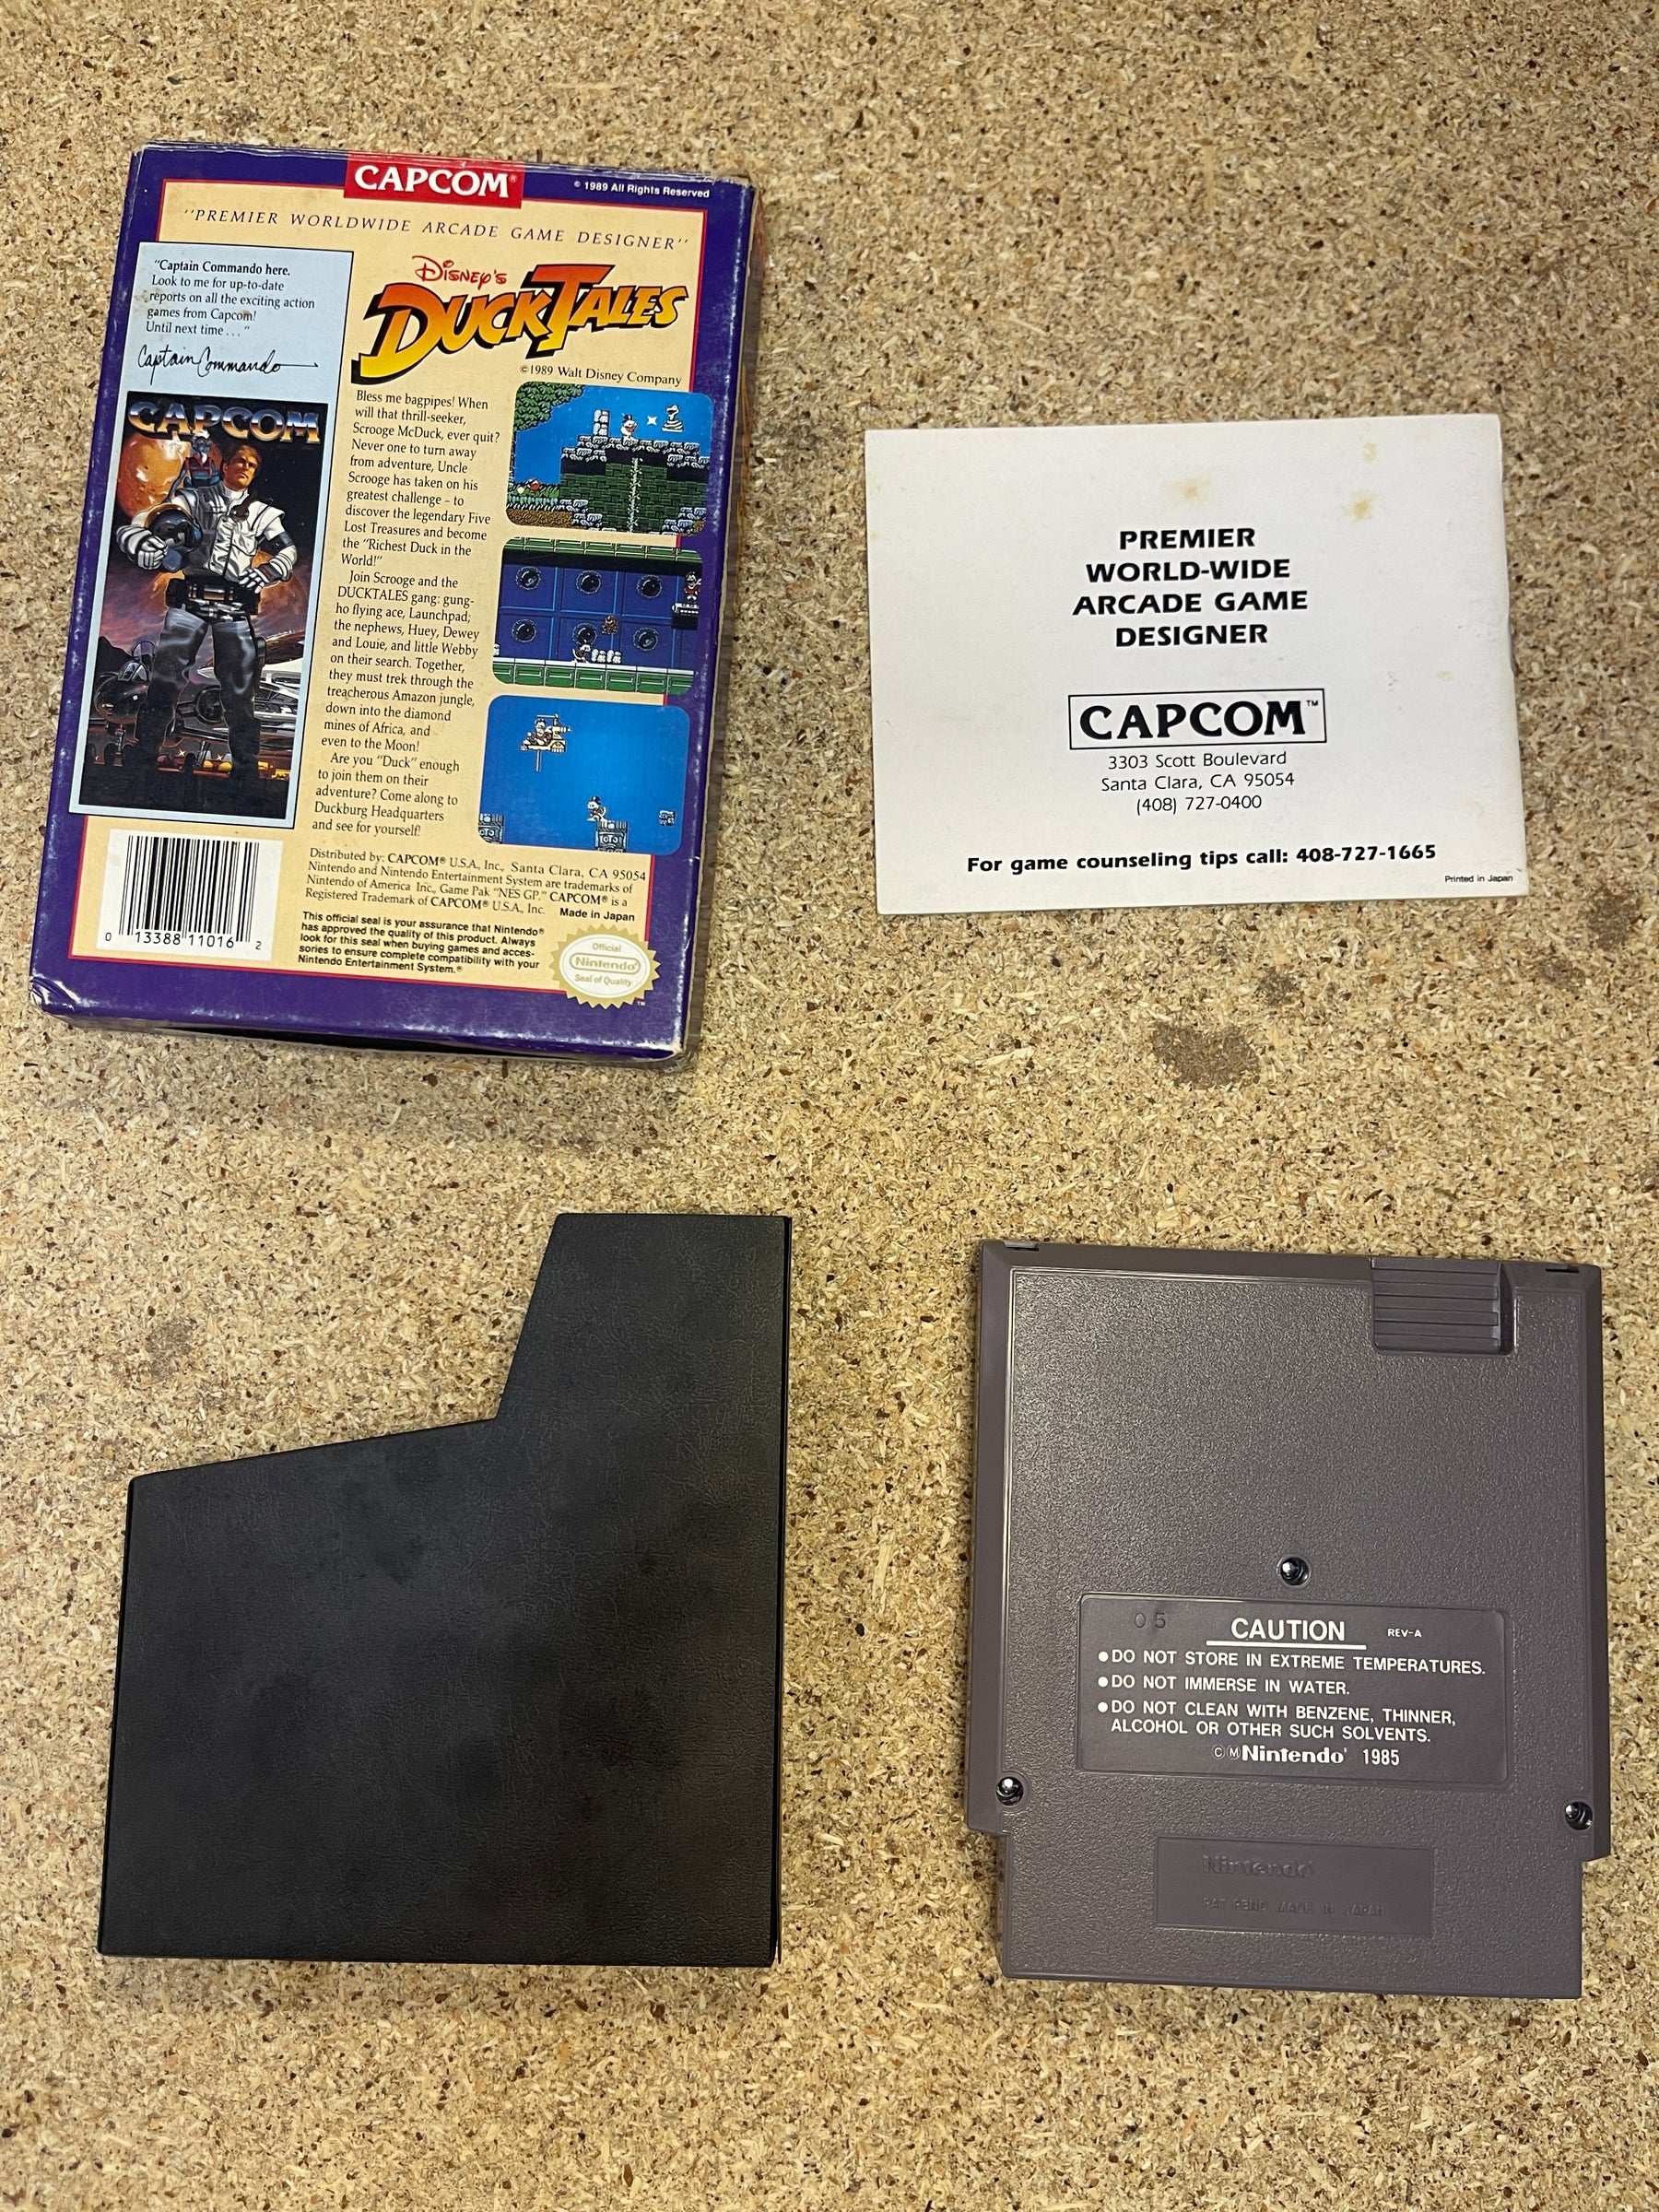 CAPCOM®
© 1989 All Rights Reserved
"PREMIER WORLDWIDE ARCADE GAME DESIGNER"
"Captain Commando here.
Look to me for up-to-date
reports on all the exciting action
games from Capcom!
Until next time . . ."
Captain Commando
CAPCOM
DISNEY'S
DUCKTALES
©1989 Walt Disney Company
Bless me bagpipes! When
will that thrill-seeker,
Scrooge McDuck, ever quit?
Never one to turn away
from adventure, Uncle
Scrooge has taken on his
greatest challenge – to
discover the legendary Five
Lost Treasures and become
the "Richest Duck in the
World!"
Join Scrooge and the
DUCKTALES gang: gung-
ho flying ace, Launchpad;
the nephews, Huey, Dewey
and Louie, and little Webby
on their search. Together,
they must trek through the
treacherous Amazon jungle,
down into the diamond
mines of Africa, and
even to the Moon!
Are you "Duck" enough
to join them on their
adventure? Come along to
Duckburg Headquarters
and see for yourself!
0 13388 11016 2
Distributed by: CAPCOM® U.S.A., Inc., Santa Clara, CA 95054
Nintendo and Nintendo Entertainment System are trademarks of
Nintendo of America Inc., Game Pak "NES GP." CAPCOM® is a
Registered Trademark of CAPCOM® U.S.A., Inc.
Made in Japan
This official seal is your assurance that Nintendo®
has approved the quality of this product. Always
look for this seal when buying games and acces-
sories to ensure complete compatibility with your
Nintendo Entertainment System.®
Official
Nintendo®
Seal of Quality
TM
PREMIER
WORLD-WIDE
ARCADE GAME
DESIGNER
CAPCOM™
3303 Scott Boulevard
Santa Clara, CA 95054
(408) 727-0400
For game counseling tips call: 408-727-1665
Printed in Japan
05
CAUTION
REV-A
●DO NOT STORE IN EXTREME TEMPERATURES.
●DO NOT IMMERSE IN WATER.
●DO NOT CLEAN WITH BENZENE, THINNER,
ALCOHOL OR OTHER SUCH SOLVENTS.
©ⓂNintendo® 1985
Nintendo®
PAT. PEND. MADE IN JAPAN